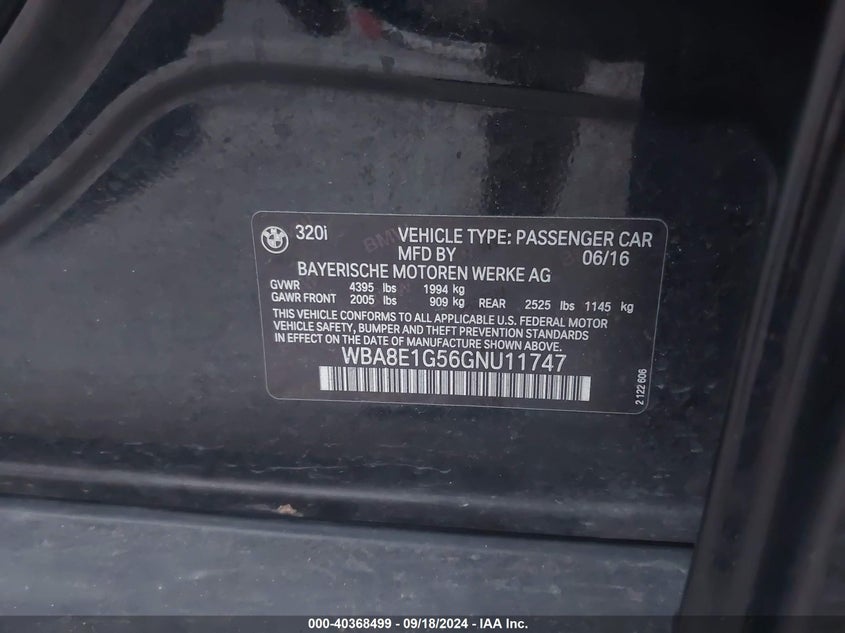 320i VEHICLE TYPE: PASSENGER CAR
MFD BY 06/16
BAYERISCHE MOTOREN WERKE AG
GVWR 4395 lbs 1994 kg
GAWR FRONT 2005 lbs 909 kg REAR 2525 lbs 1145 kg
THIS VEHICLE CONFORMS TO ALL APPLICABLE U.S. FEDERAL MOTOR
VEHICLE SAFETY, BUMPER AND THEFT PREVENTION STANDARDS
IN EFFECT ON THE DATE OF MANUFACTURE SHOWN ABOVE.
WBA8E1G56GNU11747
2 122 606
000-40368499 - 09/18/2024 - IAA Inc.